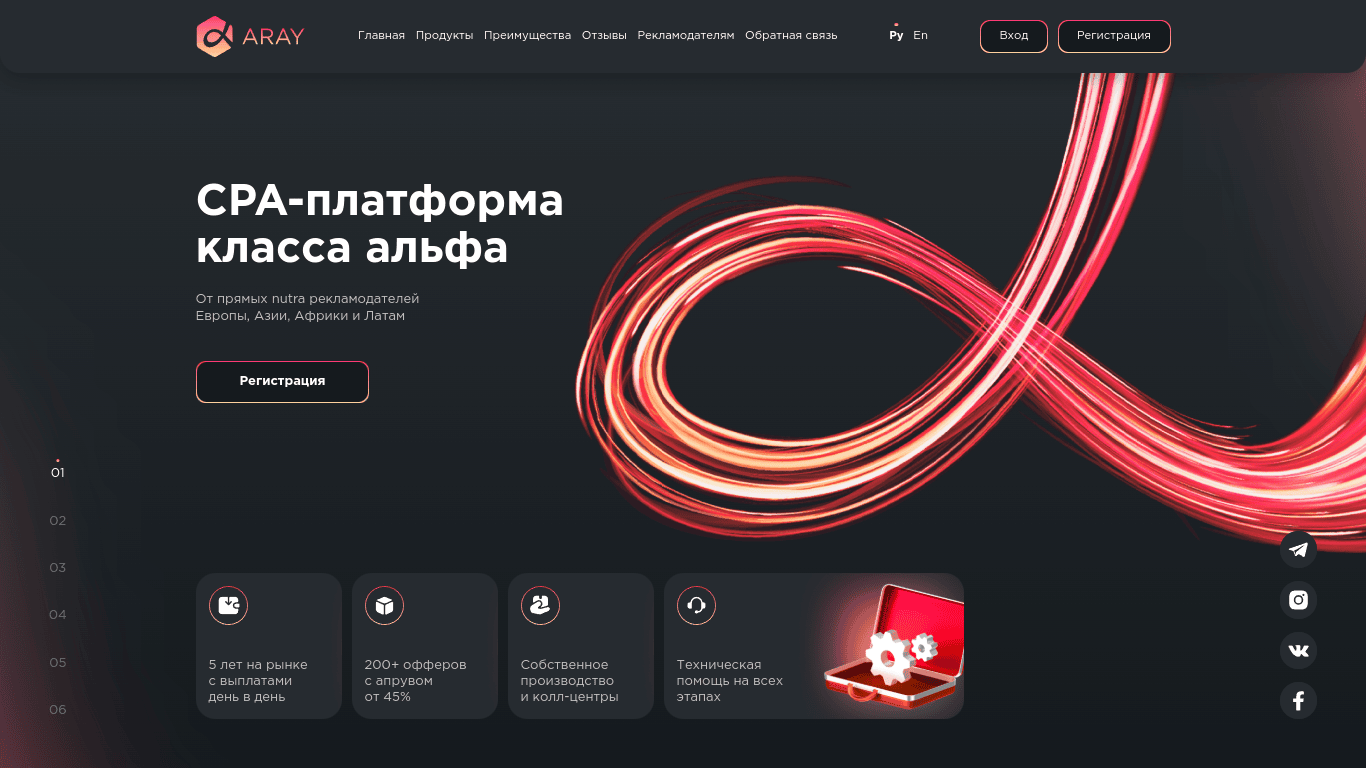 ARAY
Главная Продукты Преимущества Отзывы Рекламодателям Обратная связь
Ру En
Вход
Регистрация
CPA-платформа
класса альфа
От прямых nutra рекламодателей
Европы, Азии, Африки и Латам
Регистрация
01
02
03
04
05
06
5 лет на рынке
с выплатами
день в день
200+ офферов
с апрувом
от 45%
Собственное
производство
и колл-центры
Техническая
помощь на всех
этапах